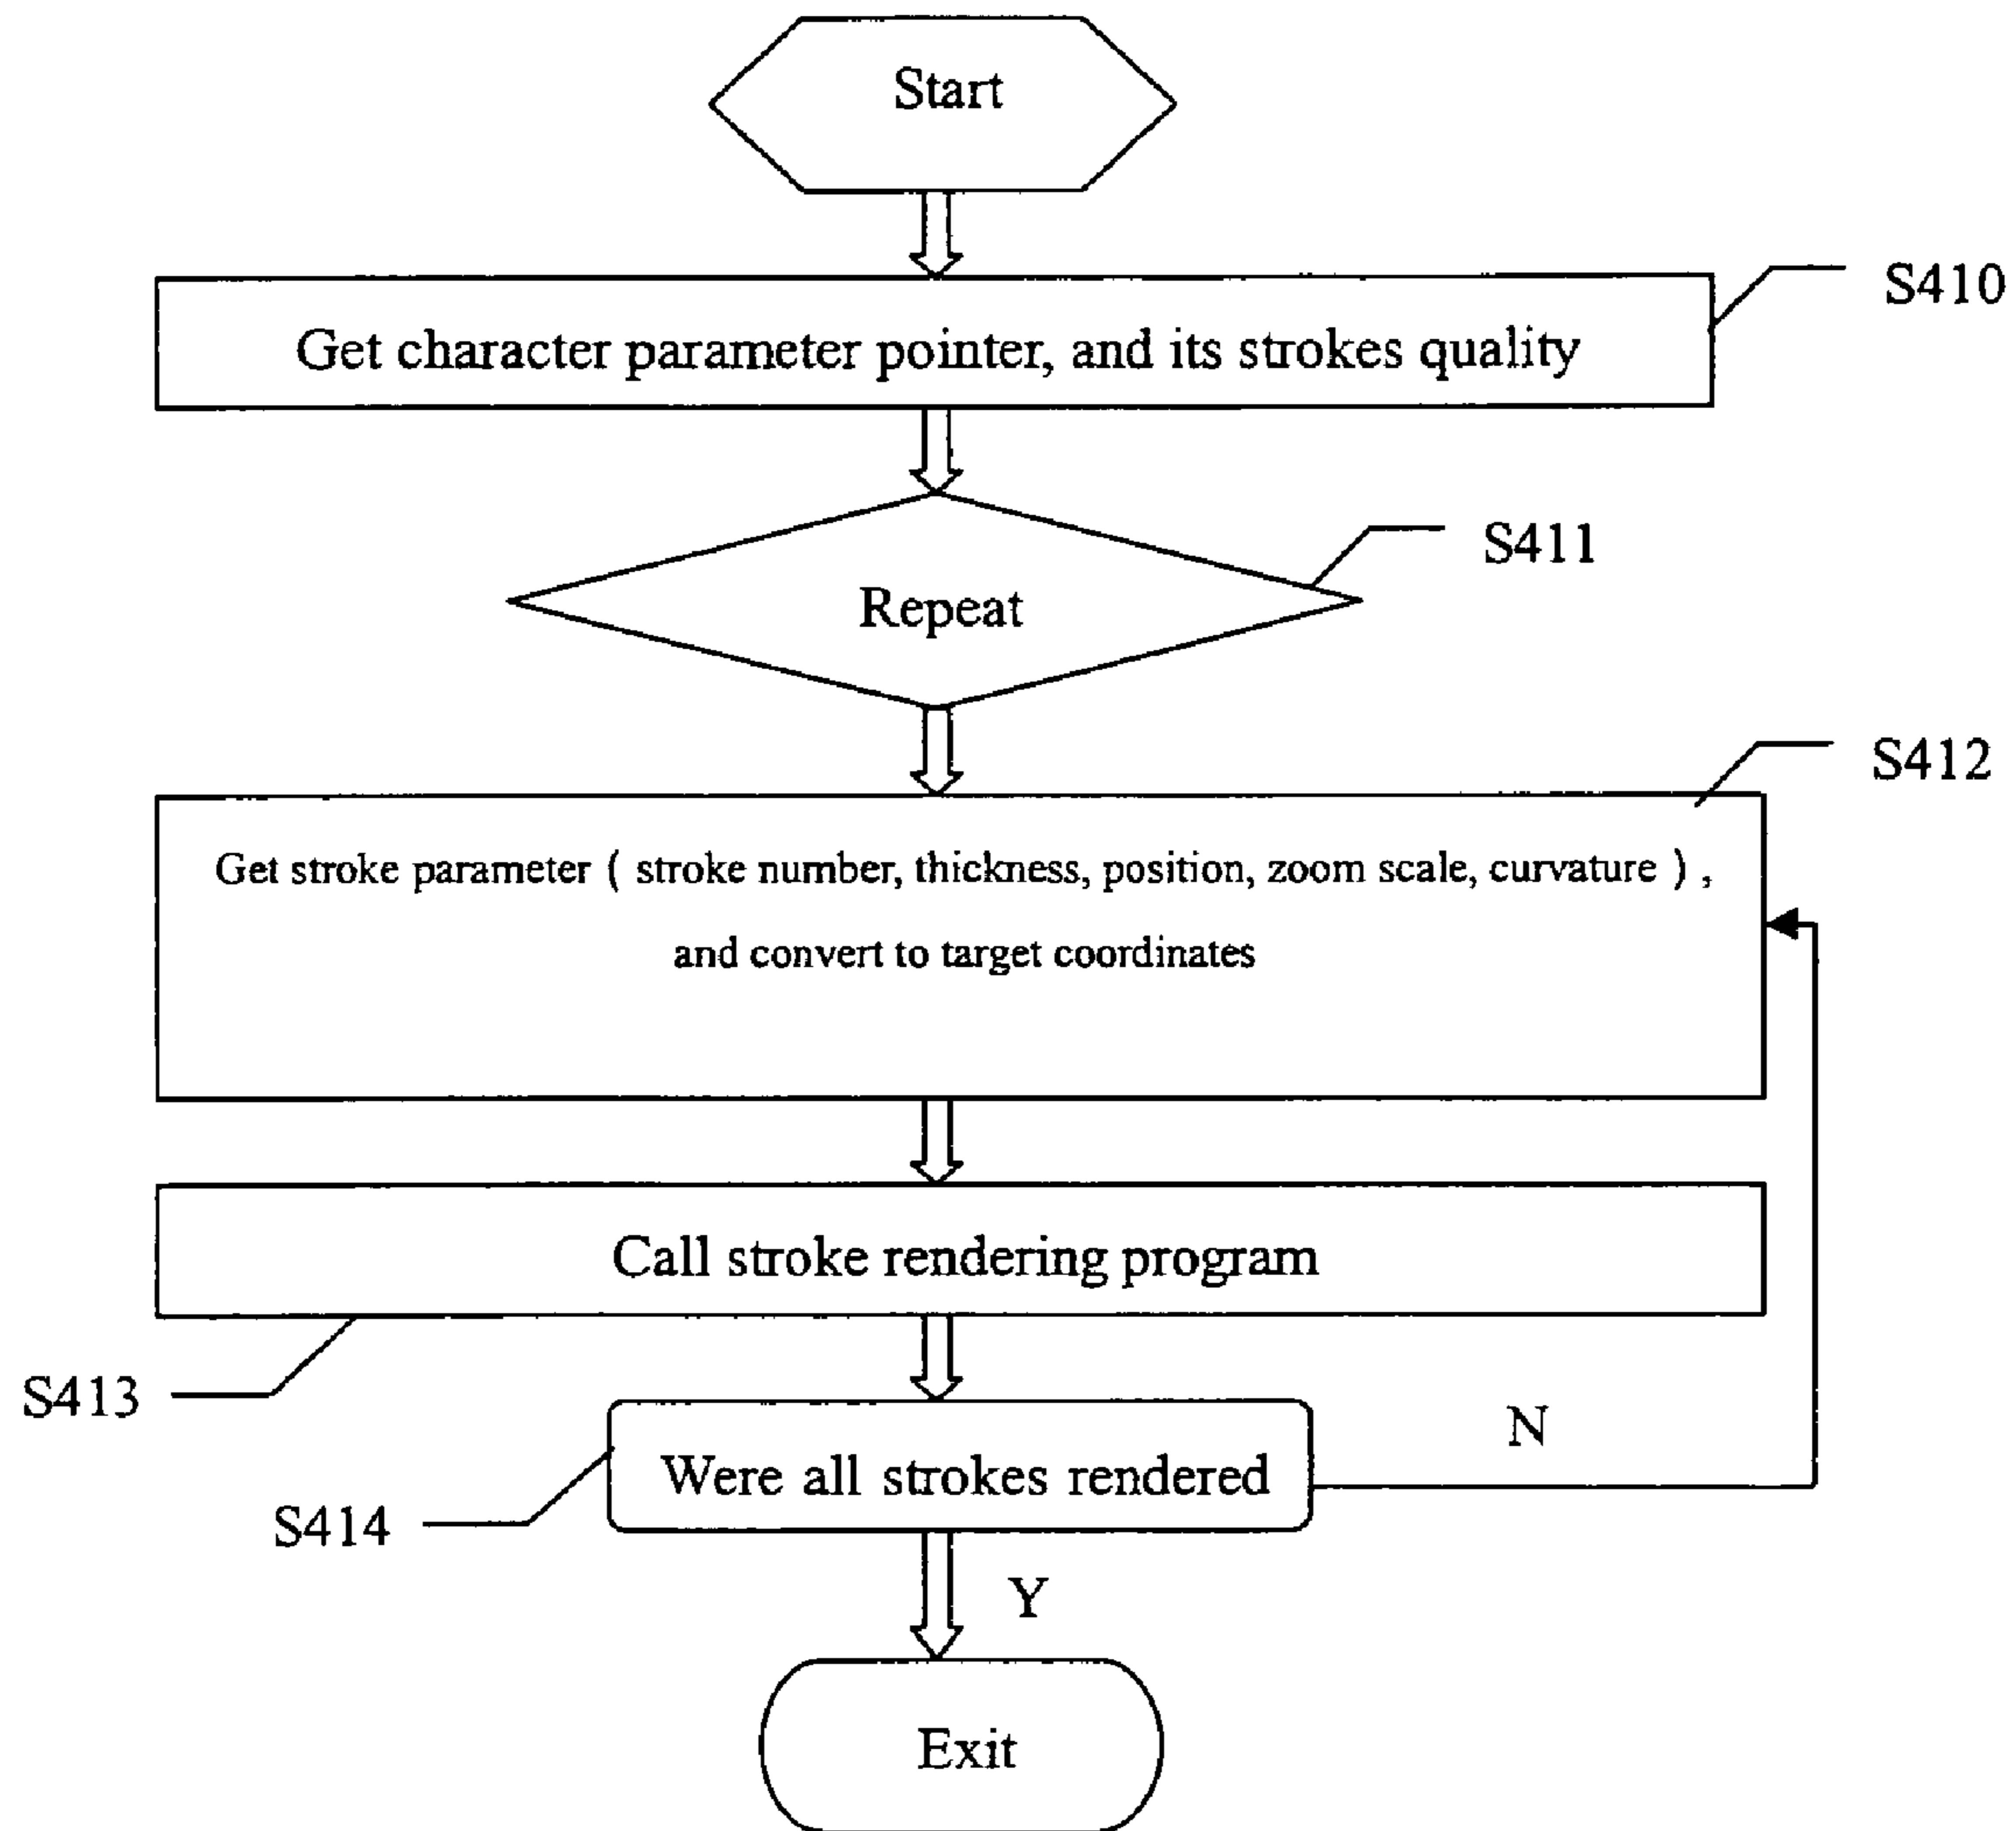 Start
S410
Get character parameter pointer, and its strokes quality
S411
Repeat
S412
Get stroke parameter ( stroke number, thickness, position, zoom scale, curvature ) ,
and convert to target coordinates
Call stroke rendering program
S413
N
Were all strokes rendered
S414
Y
Exit